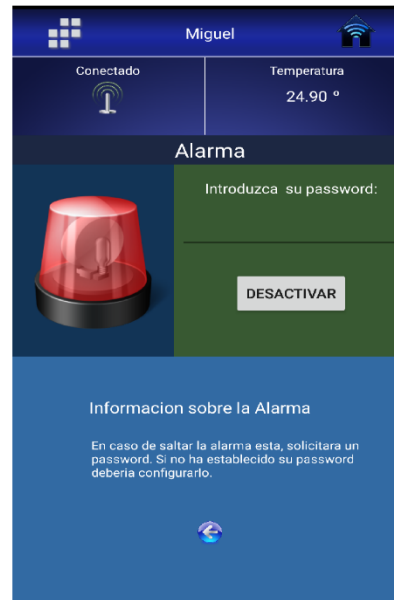 Miguel
Conectado
Temperatura
24.90 º
Alarma
Introduzca su password:
DESACTIVAR
Informacion sobre la Alarma
En caso de saltar la alarma esta, solicitara un
password. Si no ha establecido su password
deberia configurarlo.